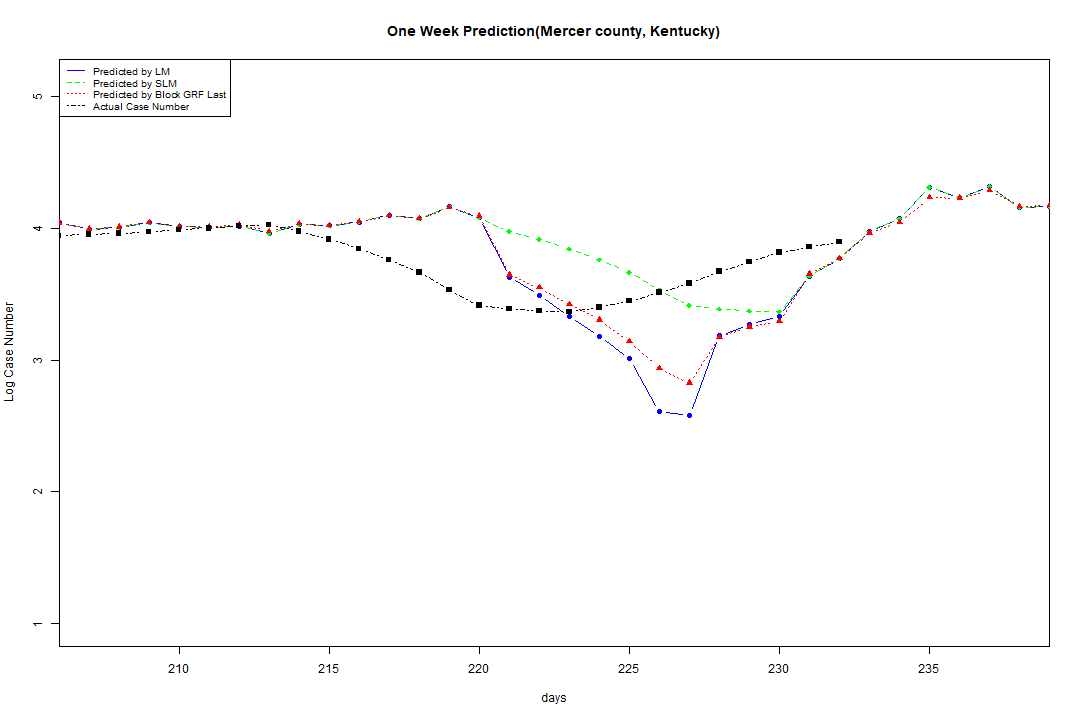 One Week Prediction(Mercer county, Kentucky)
Predicted by LM
Predicted by SLM
Predicted by Block GRF Last
Actual Case Number
5
4
3
2
1
Log Case Number
210 215 220 225 230 235
days